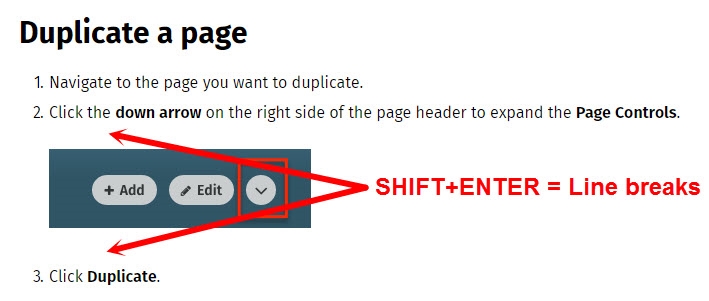 Duplicate a page
1. Navigate to the page you want to duplicate.
2. Click the down arrow on the right side of the page header to expand the Page Controls.
+ Add Edit
SHIFT+ENTER = Line breaks
3. Click Duplicate.